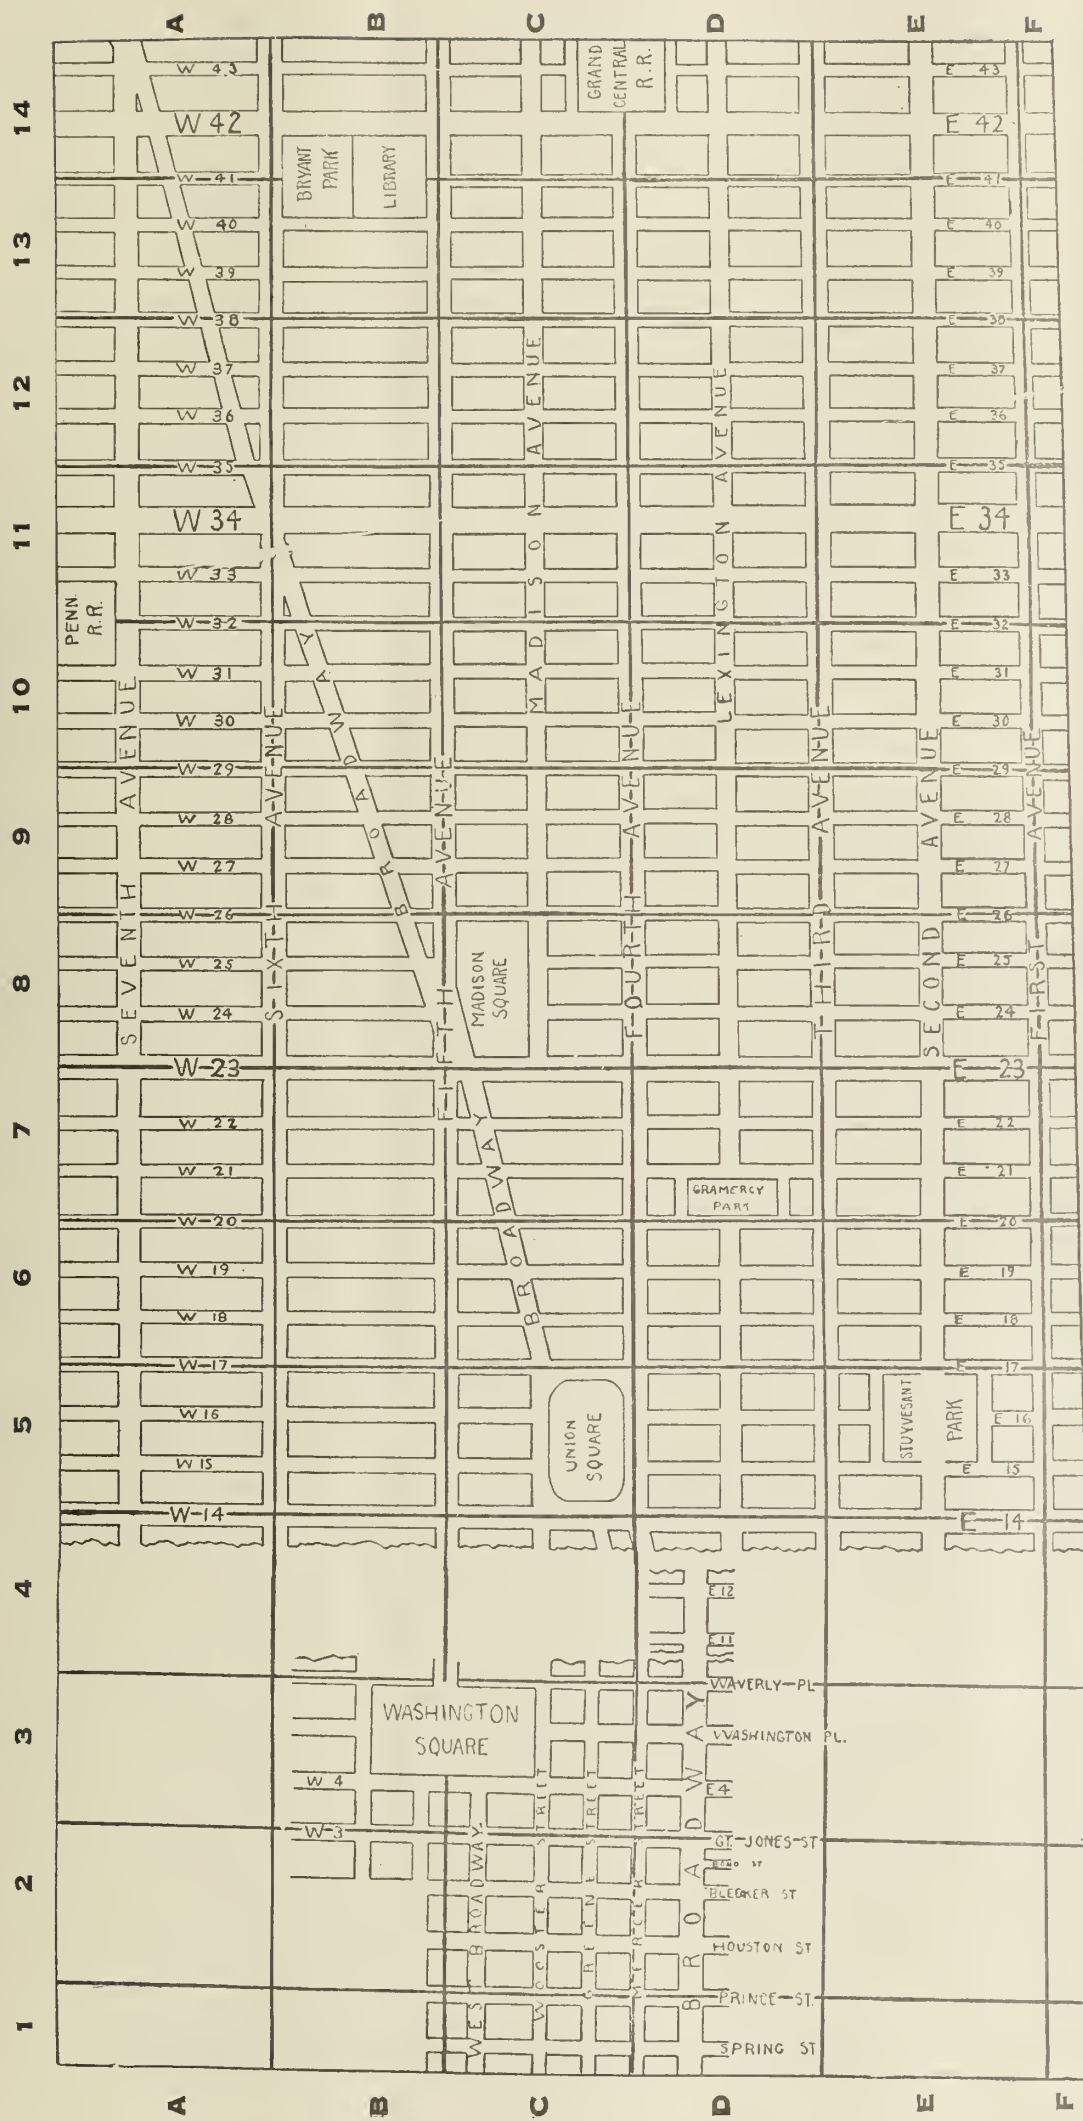 A B C D E F
14
13
12
11
10
9
8
7
6
5
4
3
2
1
W 43
E 43
GRAND
CENTRAL
R.R.
W 42
E 42
BRYANT
PARK
LIBRARY
W 41
E 41
W 40
E 40
W 39
E 39
W 38
E 38
W 37
E 37
W 36
E 36
W 35
E 35
W 34
E 34
W 33
E 33
PENN.
R.R.
W 32
E 32
W 31
E 31
W 30
E 30
W 29
E 29
W 28
E 28
W 27
E 27
W 26
E 26
W 25
E 25
W 24
E 24
SEVENTH AVENUE
SIXTH AVENUE
BROADWAY
FIFTH AVENUE
MADISON AVENUE
FOURTH AVENUE
LEXINGTON AVENUE
THIRD AVENUE
SECOND AVENUE
FIRST AVENUE
MADISON
SQUARE
W 23
E 23
W 22
E 22
W 21
E 21
GRAMERCY
PARK
W 20
E 20
BROADWAY
W 19
E 19
W 18
E 18
W 17
E 17
W 16
E 16
UNION
SQUARE
STUYVESANT
PARK
W 15
E 15
W 14
E 14
E 12
E 11
WAVERLY PL
WASHINGTON
SQUARE
WASHINGTON PL.
W 4
E 4
W 3
GT. JONES ST
BOND ST
BLEEKER ST
HOUSTON ST
PRINCE ST.
SPRING ST
WEST BROADWAY
WOOSTER STREET
GREENE STREET
MERCER STREET
BROADWAY
A B C D E F